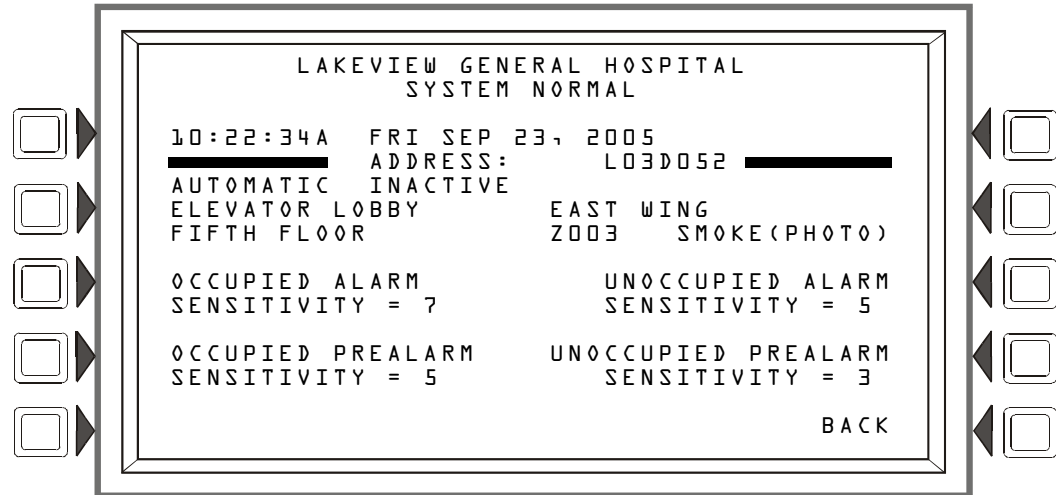 LAKEVIEW GENERAL HOSPITAL
SYSTEM NORMAL
10:22:34A FRI SEP 23, 2005
ADDRESS: L03D052
AUTOMATIC INACTIVE
ELEVATOR LOBBY EAST WING
FIFTH FLOOR Z003 SMOKE(PHOTO)
OCCUPIED ALARM UNOCCUPIED ALARM
SENSITIVITY = 7 SENSITIVITY = 5
OCCUPIED PREALARM UNOCCUPIED PREALARM
SENSITIVITY = 5 SENSITIVITY = 3
BACK